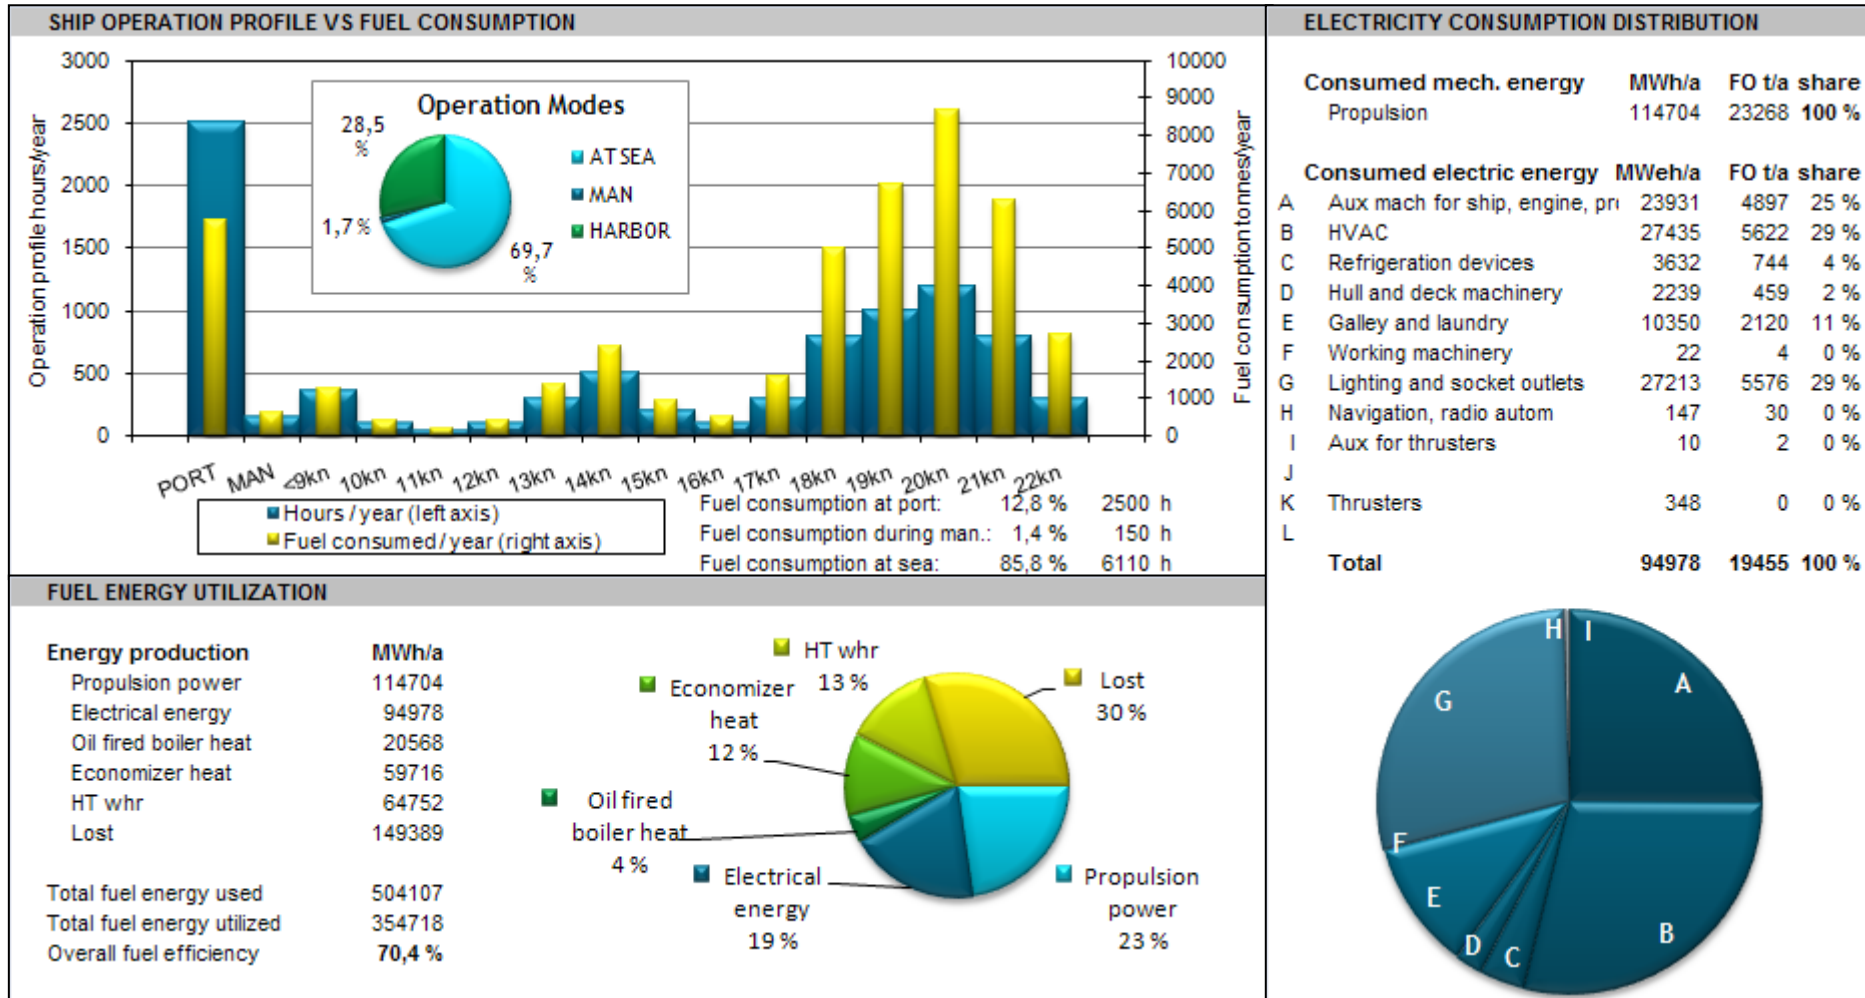 SHIP OPERATION PROFILE VS FUEL CONSUMPTION
3000
2500
2000
1500
1000
500
0
Operation profile hours/year
10000
9000
8000
7000
6000
5000
4000
3000
2000
1000
0
Fuel consumption tonnes/year
Operation Modes
28,5 %
1,7 %
69,7 %
AT SEA
MAN
HARBOR
PORT MAN <9kn 10kn 11kn 12kn 13kn 14kn 15kn 16kn 17kn 18kn 19kn 20kn 21kn 22kn
Hours / year (left axis)
Fuel consumed / year (right axis)
Fuel consumption at port: 12,8 % 2500 h
Fuel consumption during man.: 1,4 % 150 h
Fuel consumption at sea: 85,8 % 6110 h
ELECTRICITY CONSUMPTION DISTRIBUTION
Consumed mech. energy MWh/a FO t/a share
Propulsion 114704 23268 100 %
Consumed electric energy MWeh/a FO t/a share
A Aux mach for ship, engine, pr 23931 4897 25 %
B HVAC 27435 5622 29 %
C Refrigeration devices 3632 744 4 %
D Hull and deck machinery 2239 459 2 %
E Galley and laundry 10350 2120 11 %
F Working machinery 22 4 0 %
G Lighting and socket outlets 27213 5576 29 %
H Navigation, radio autom 147 30 0 %
I Aux for thrusters 10 2 0 %
J
K Thrusters 348 0 0 %
L
Total 94978 19455 100 %
H I
A
G
F
E
B
D
C
FUEL ENERGY UTILIZATION
Energy production MWh/a
Propulsion power 114704
Electrical energy 94978
Oil fired boiler heat 20568
Economizer heat 59716
HT whr 64752
Lost 149389
Total fuel energy used 504107
Total fuel energy utilized 354718
Overall fuel efficiency 70,4 %
HT whr
13 %
Economizer
heat
12 %
Lost
30 %
Oil fired
boiler heat
4 %
Electrical
energy
19 %
Propulsion
power
23 %